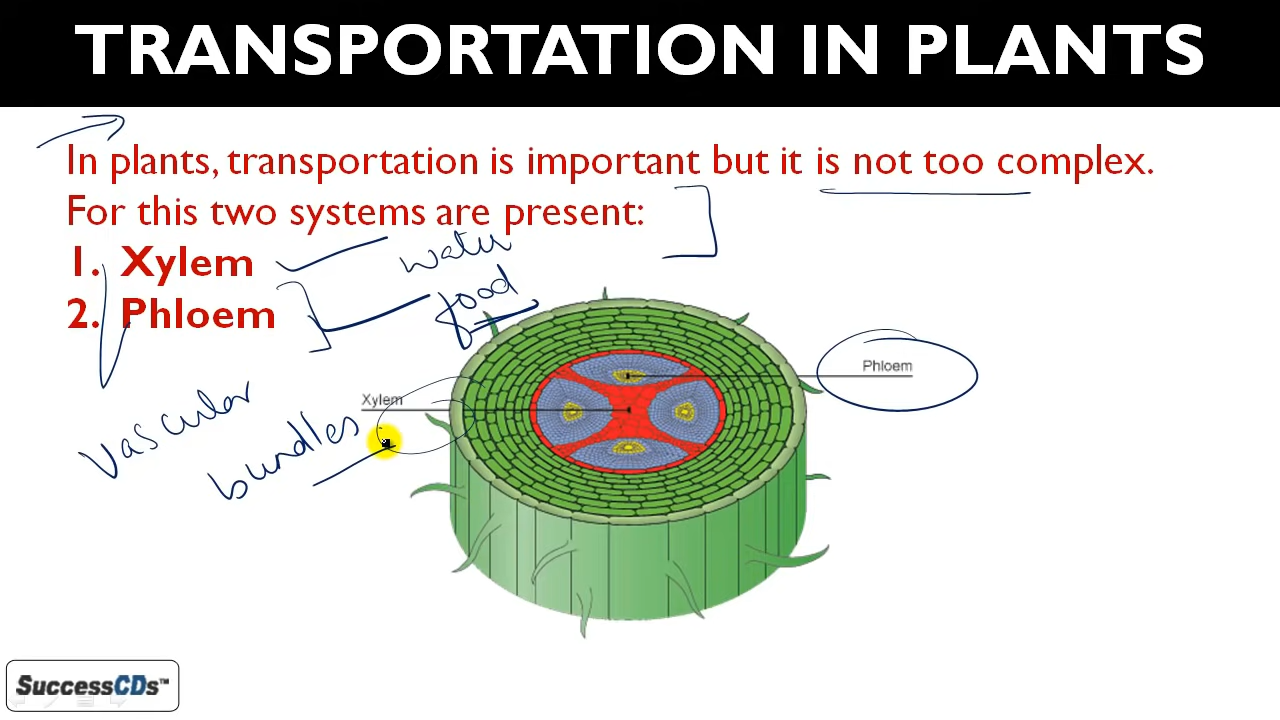 TRANSPORTATION IN PLANTS
In plants, transportation is important but it is not too complex.
For this two systems are present:
1. Xylem
water
2. Phloem
food
Phloem
Xylem
vascular
bundles
SuccessCDs™